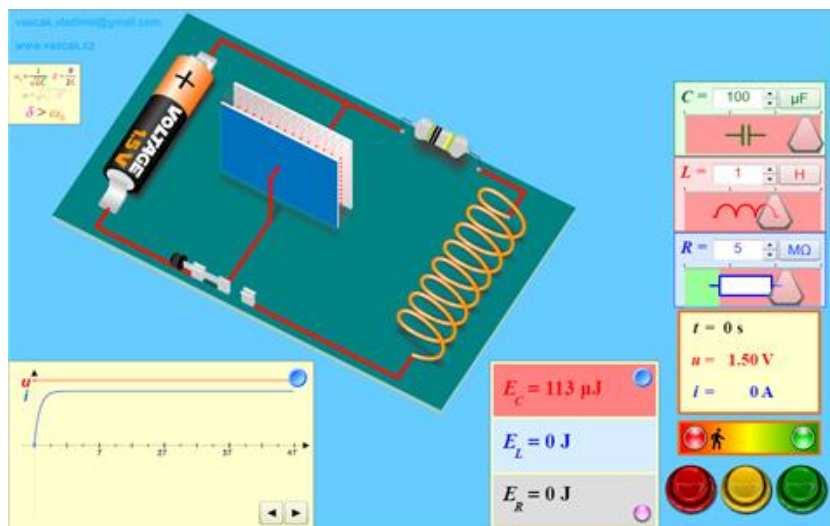 vascak.vladimir@gmail.com
www.vascak.cz
δ > ω₀
+
VOLTAGE
1.5 V
C = 100 μF
L = 1 H
R = 5 MΩ
t = 0 s
u = 1.50 V
i = 0 A
u
i
T 2T 3T 4T
E_C = 113 μJ
E_L = 0 J
E_R = 0 J